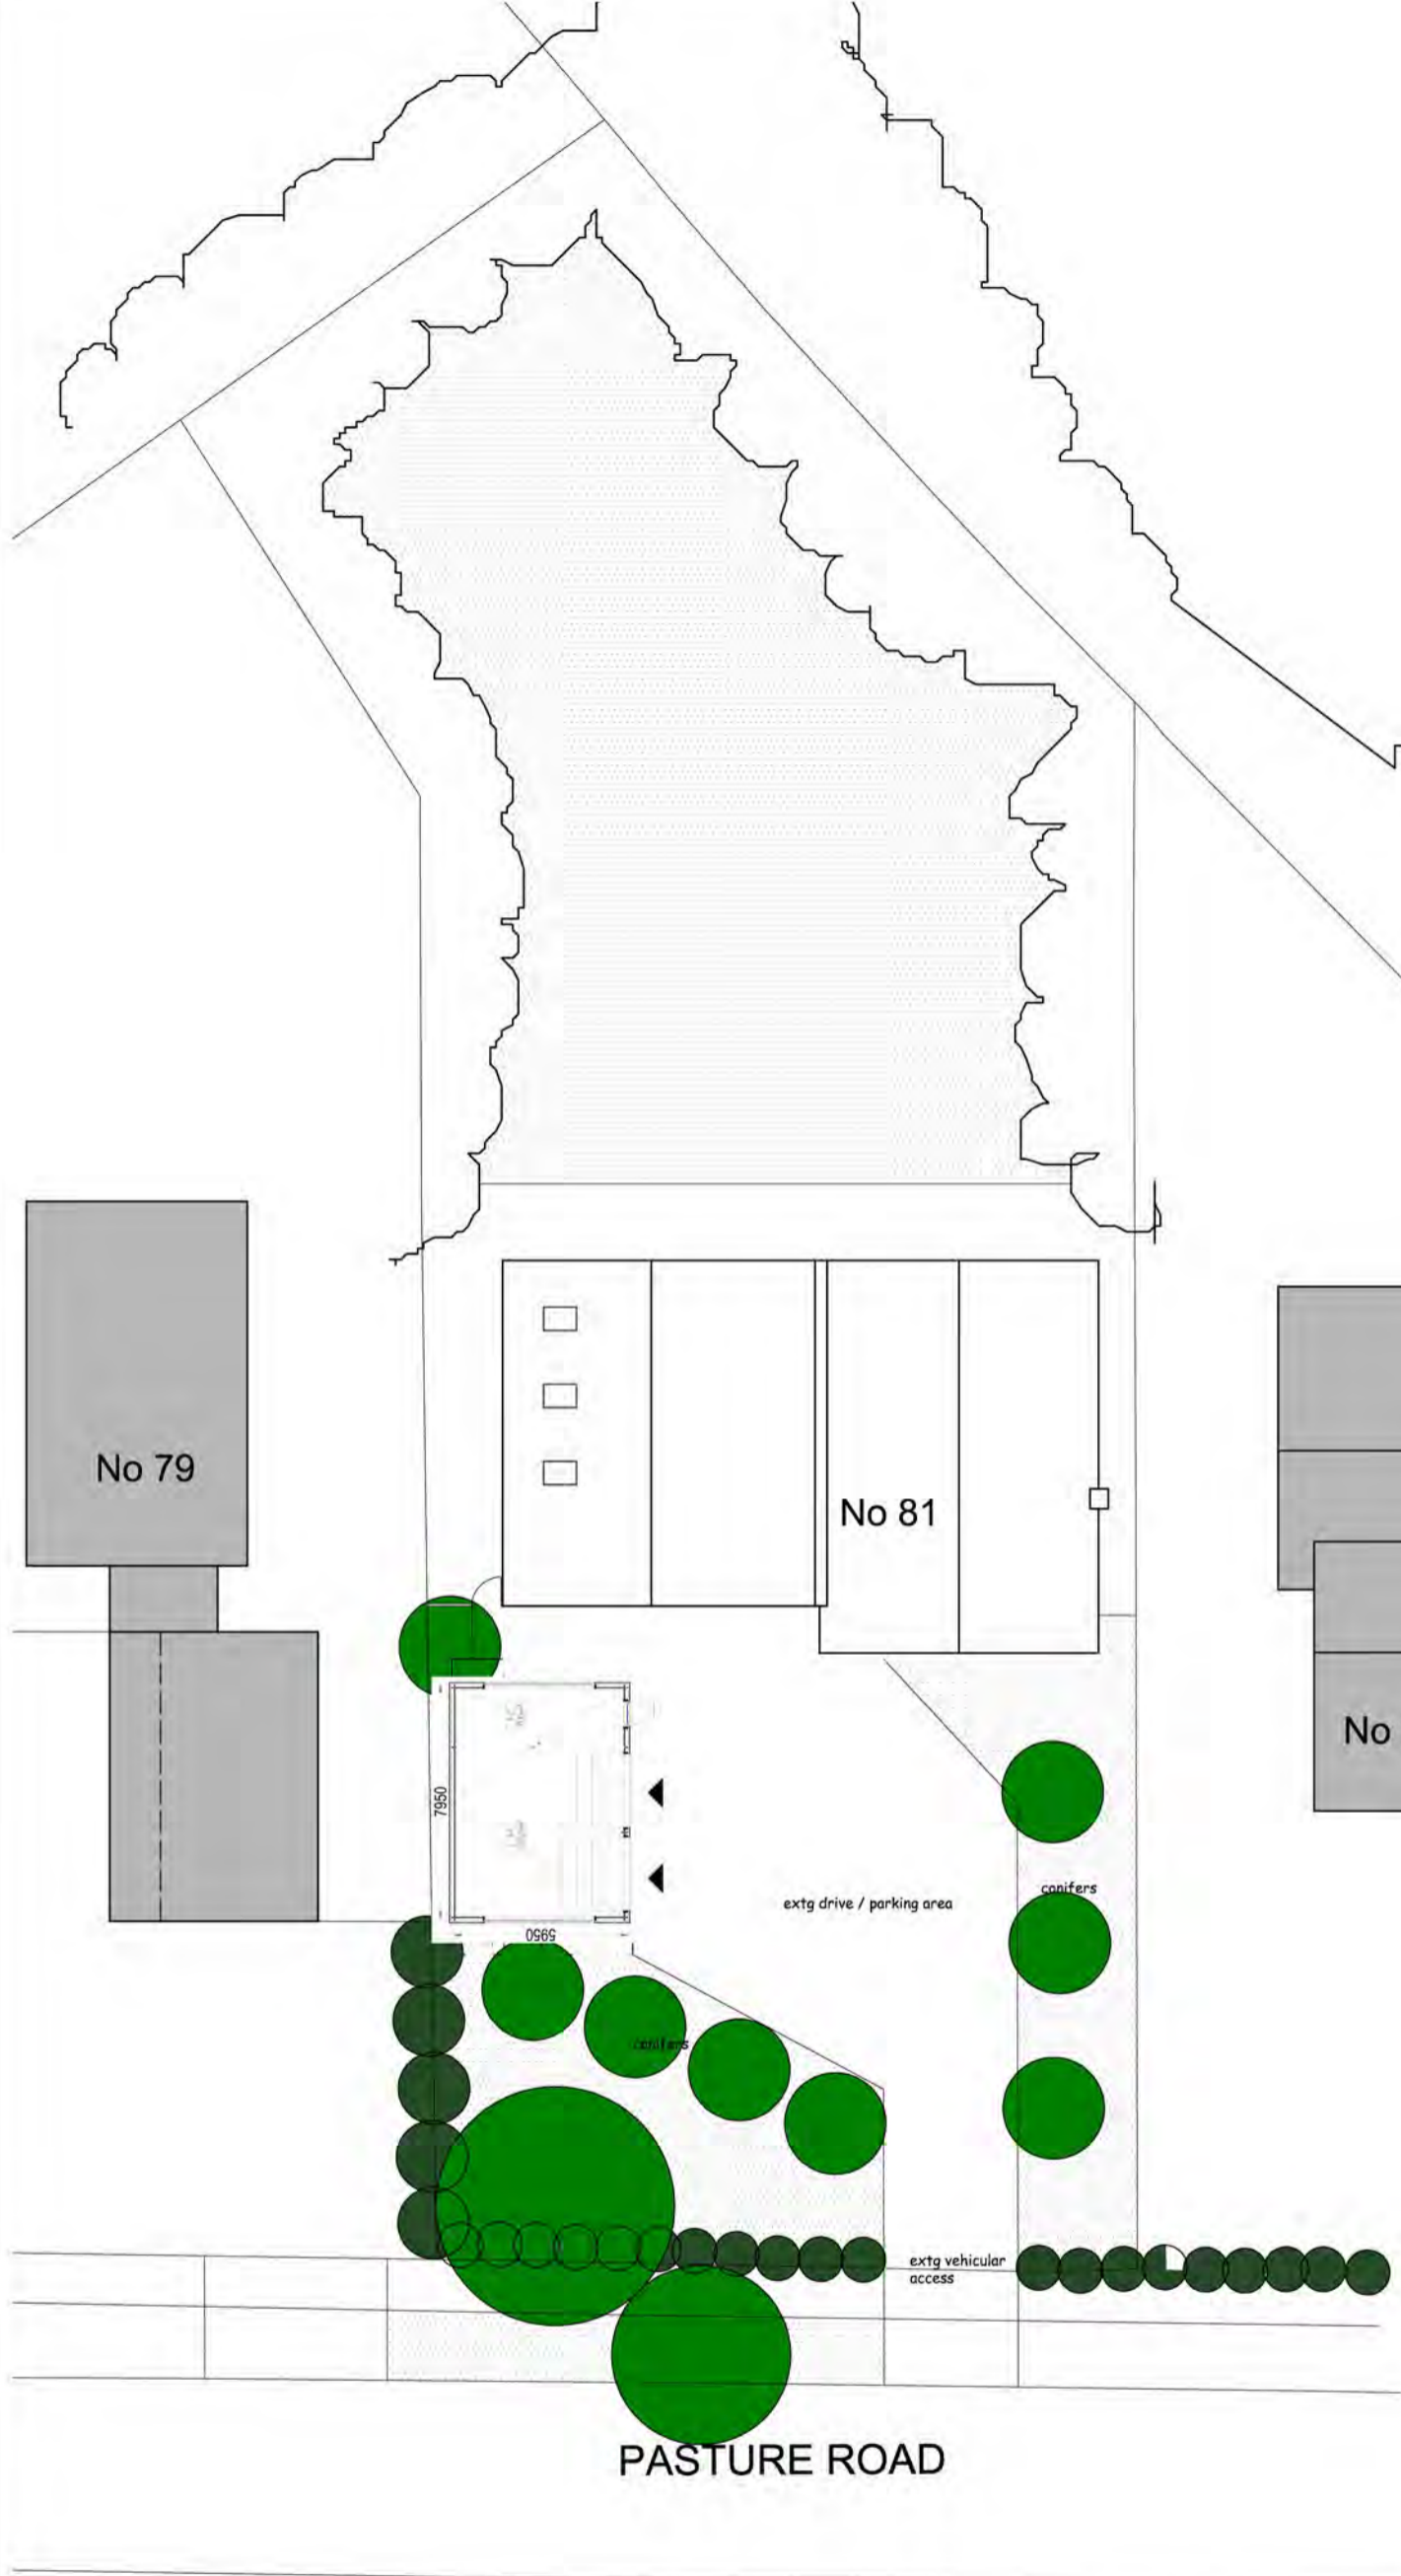 No 79
No 81
No
7950
5950
extg drive / parking area
conifers
conifers
extg vehicular
access
PASTURE ROAD